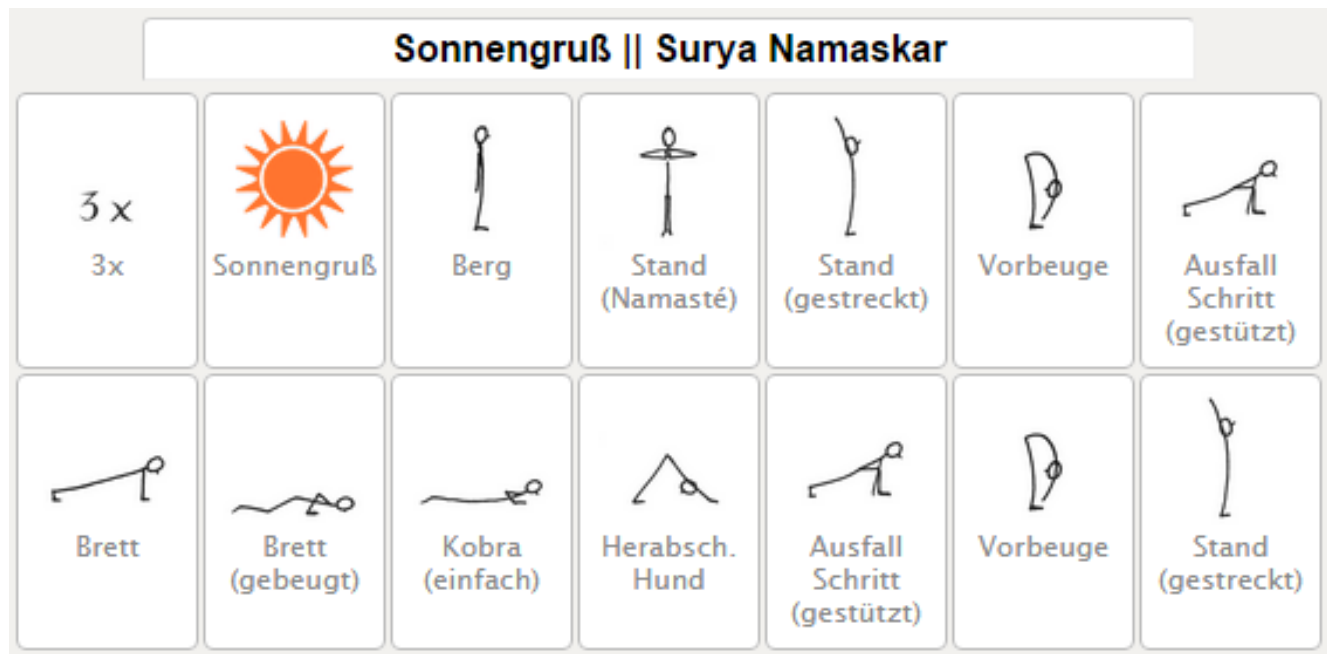 Sonnengruß || Surya Namaskar
3 x
3x
Sonnengruß
Berg
Stand
(Namasté)
Stand
(gestreckt)
Vorbeuge
Ausfall
Schritt
(gestützt)
Brett
Brett
(gebeugt)
Kobra
(einfach)
Herabsch.
Hund
Ausfall
Schritt
(gestützt)
Vorbeuge
Stand
(gestreckt)